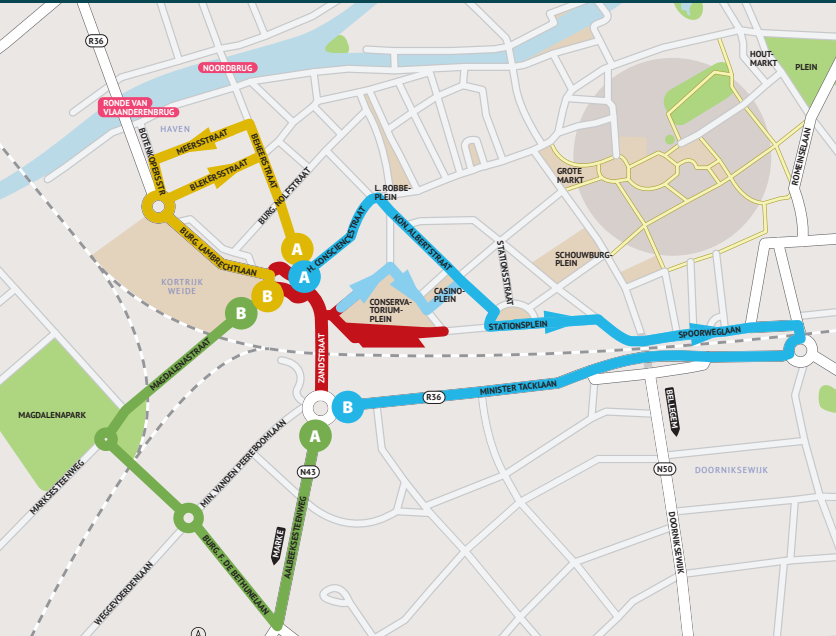 R36
NOORDBRUG
HOUT-
MARKT
PLEIN
RONDE VAN
VLAANDERENBRUG
HAVEN
BOTENKOPERSSTR
MEERSSTRAAT
BLEKERSSTRAAT
BEHEERSTRAAT
BURG. NOLFSTRAAT
L. ROBBE-
PLEIN
GROTE
MARKT
ROMEINSELAAN
BURG. LAMBRECHTLAAN
H. CONSCIENCESTRAAT
KON. ALBERTSTRAAT
STATIONSSTRAAT
SCHOUWBURG-
PLEIN
A
A
B
B
KORTRIJK
WEIDE
CONSERVA-
TORIUM-
PLEIN
CASINO-
PLEIN
STATIONSPLEIN
SPOORWEGLAAN
ZANDSTRAAT
MAGDALENASTRAAT
MAGDALENAPARK
B
R36
MINISTER TACKLAAN
BELLEGEM
A
N43
N50
DOORNIKSEWIJK
MARKSESTEENWEG
MIN. VANDEN PEEREBOOMLAAN
MARKE
AALBEEKSESTEENWEG
DOORNIKSEWIJK
WEGGEVOERDENLAAN
BURG. F. DE BETHUNELAAN
A